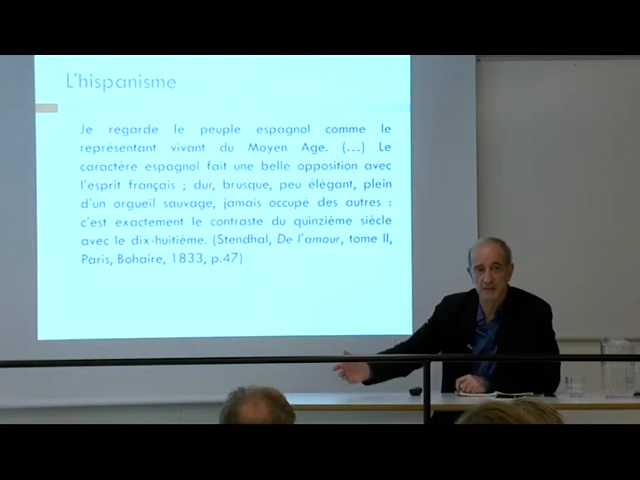 L'hispanisme
Je regarde le peuple espagnol comme le
représentant vivant du Moyen Age. (...) Le
caractère espagnol fait une belle opposition avec
l'esprit français ; dur, brusque, peu élégant, plein
d'un orgueil sauvage, jamais occupé des autres :
c'est exactement le contraste du quinzième siècle
avec le dix-huitième. (Stendhal, De l'amour, tome II,
Paris, Bohaire, 1833, p.47)